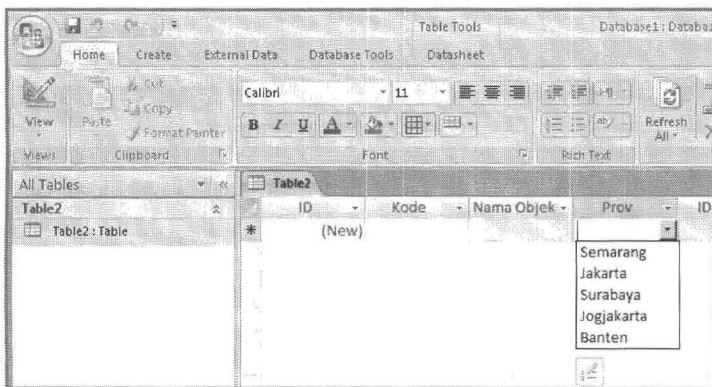 Table Tools Database1 : Databas
Home Create External Data Database Tools Datasheet
Cut
Copy
Format Painter
View Paste
Calibri 11
B I U A
Refresh All
Views Clipboard Font Rich Text
All Tables
Table2
Table2 : Table
Table2
ID Kode Nama Objek Prov ID
* (New)
Semarang
Jakarta
Surabaya
Jogjakarta
Banten